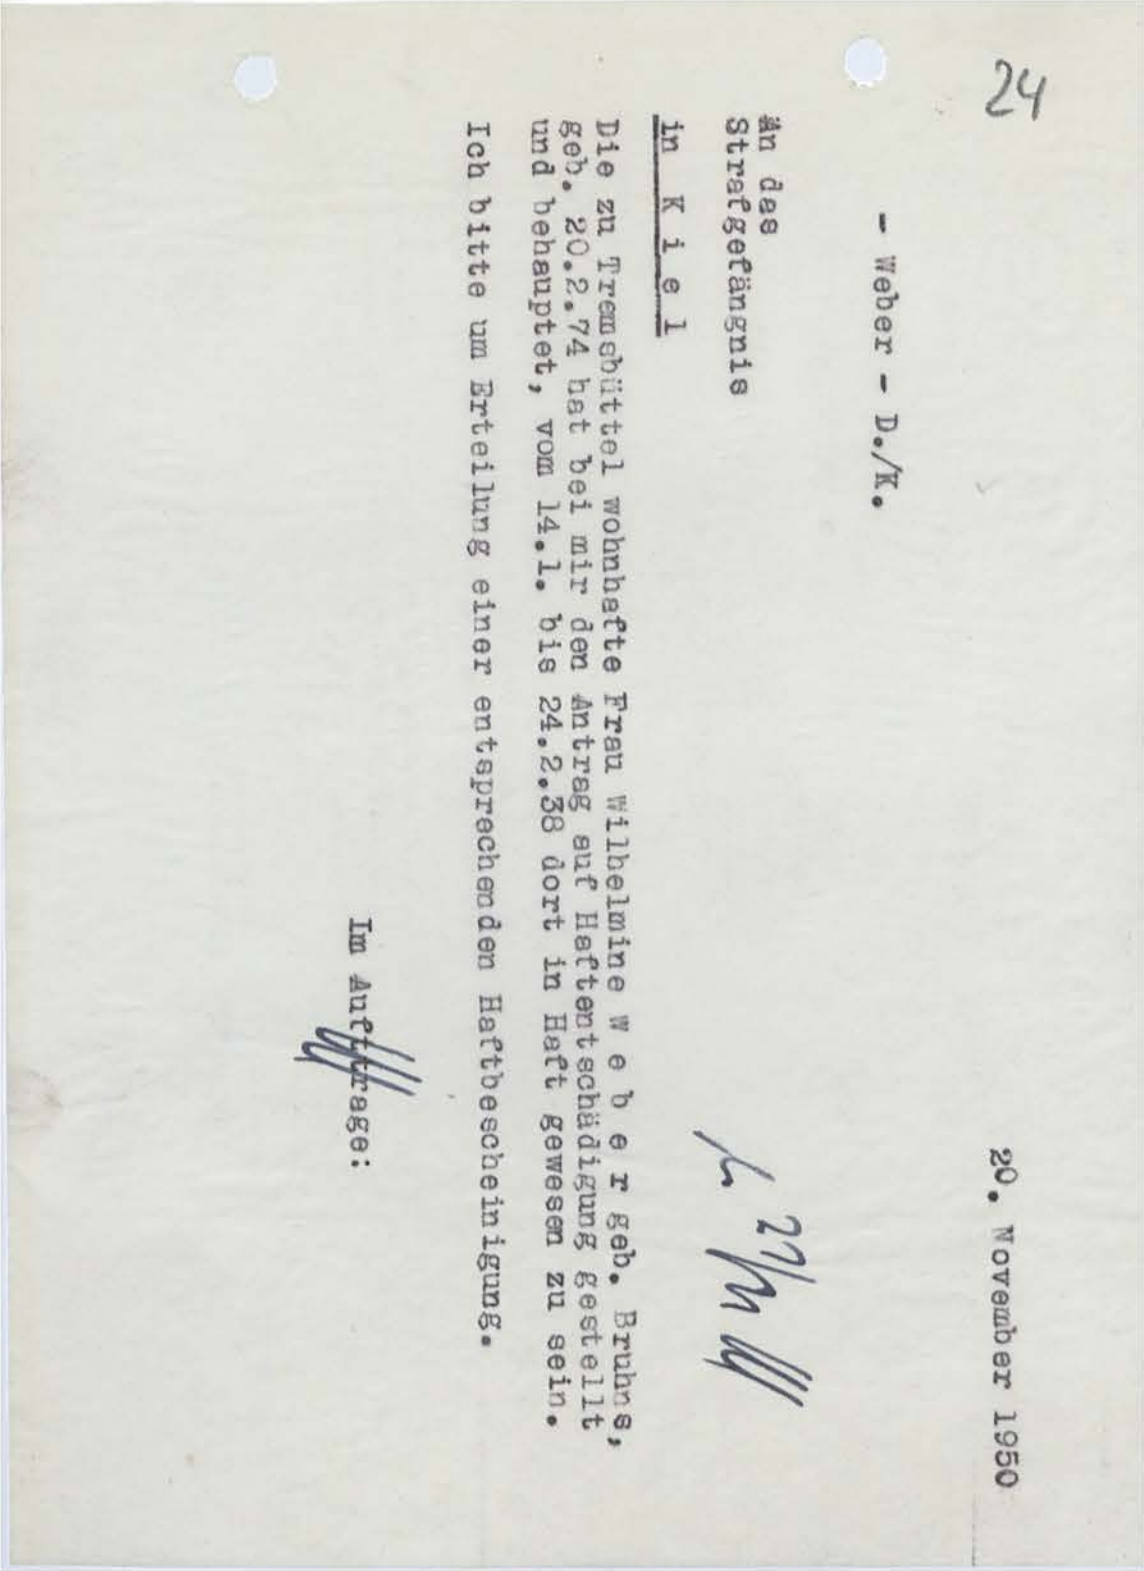 24
20. November 1950
- Weber - D./K.
An das
Strafgefängnis
in K i e l
Die zu Tremsbüttel wohnhafte Frau Wilhelmine W e b e r geb. Bruhns,
geb. 20.2.74 hat bei mir den Antrag auf Haftentschädigung gestellt
und behauptet, vom 14.1. bis 24.2.38 dort in Haft gewesen zu sein.
Ich bitte um Erteilung einer entsprechenden Haftbescheinigung.
Im Aufttrage: